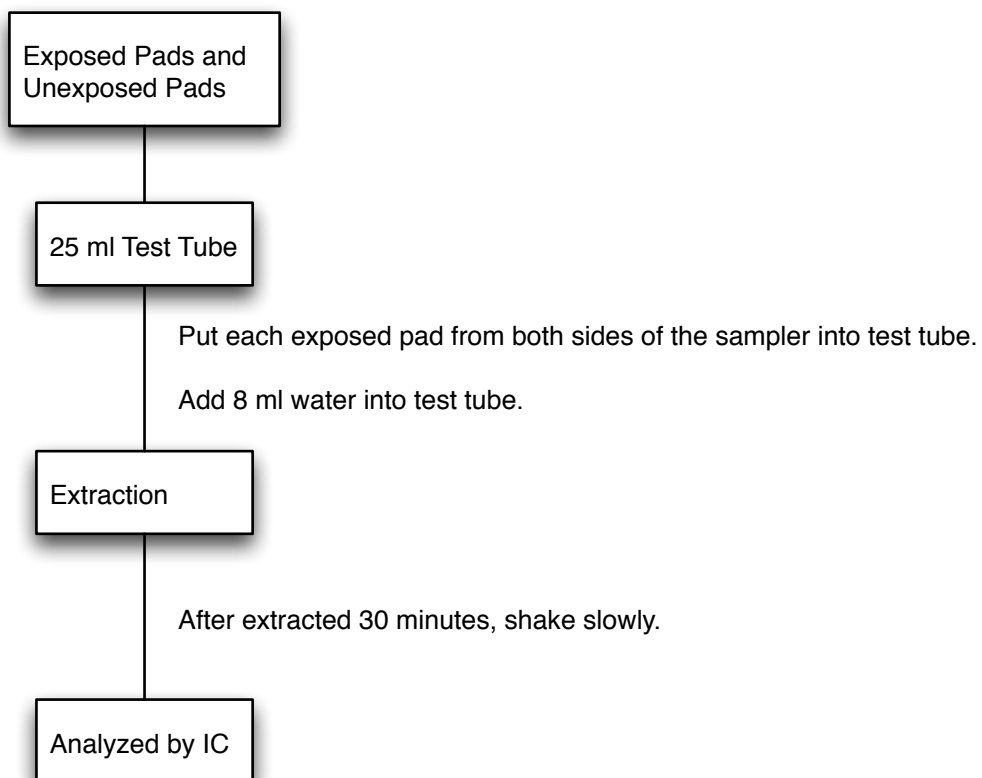 Exposed Pads and
Unexposed Pads
25 ml Test Tube
Put each exposed pad from both sides of the sampler into test tube.
Add 8 ml water into test tube.
Extraction
After extracted 30 minutes, shake slowly.
Analyzed by IC